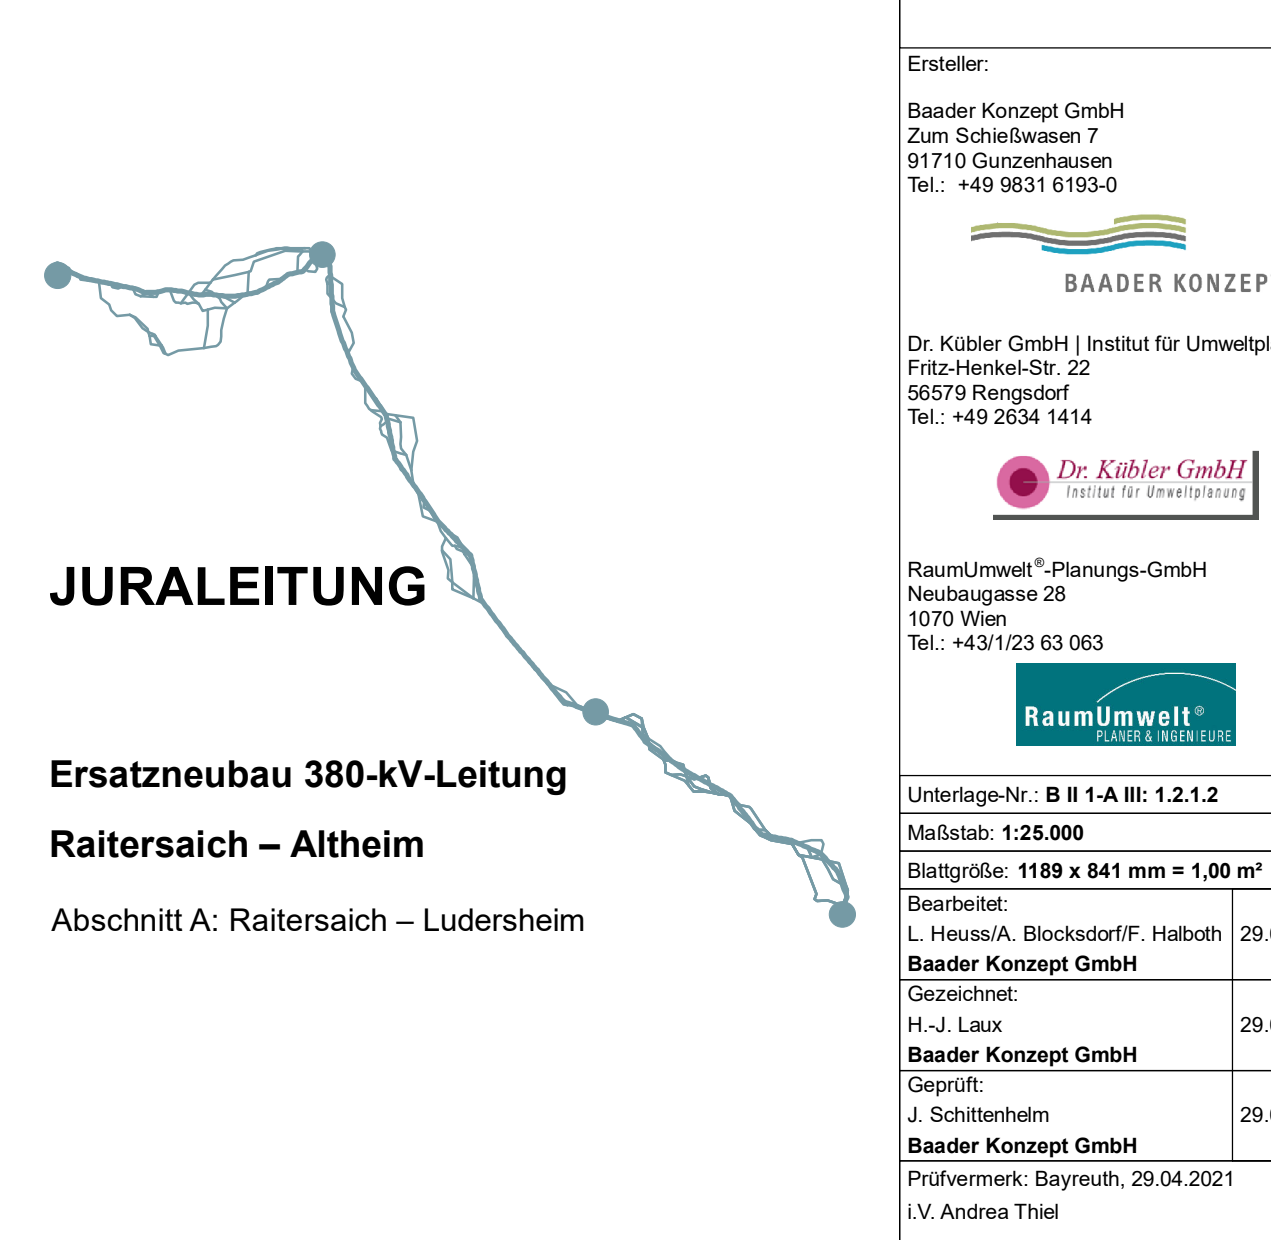 JURALEITUNG
Ersatzneubau 380-kV-Leitung
Raitersaich – Altheim
Abschnitt A: Raitersaich – Ludersheim
Ersteller:
Baader Konzept GmbH
Zum Schießwasen 7
91710 Gunzenhausen
Tel.: +49 9831 6193-0
BAADER KONZEP
Dr. Kübler GmbH | Institut für Umweltpl
Fritz-Henkel-Str. 22
56579 Rengsdorf
Tel.: +49 2634 1414
Dr. Kübler GmbH
Institut für Umweltplanung
RaumUmwelt®-Planungs-GmbH
Neubaugasse 28
1070 Wien
Tel.: +43/1/23 63 063
RaumUmwelt®
PLANER & INGENIEURE
Unterlage-Nr.: B II 1-A III: 1.2.1.2
Maßstab: 1:25.000
Blattgröße: 1189 x 841 mm = 1,00 m²
Bearbeitet:
L. Heuss/A. Blocksdorf/F. Halboth 29.
Baader Konzept GmbH
Gezeichnet:
H.-J. Laux 29.
Baader Konzept GmbH
Geprüft:
J. Schittenhelm 29.
Baader Konzept GmbH
Prüfvermerk: Bayreuth, 29.04.2021
i.V. Andrea Thiel